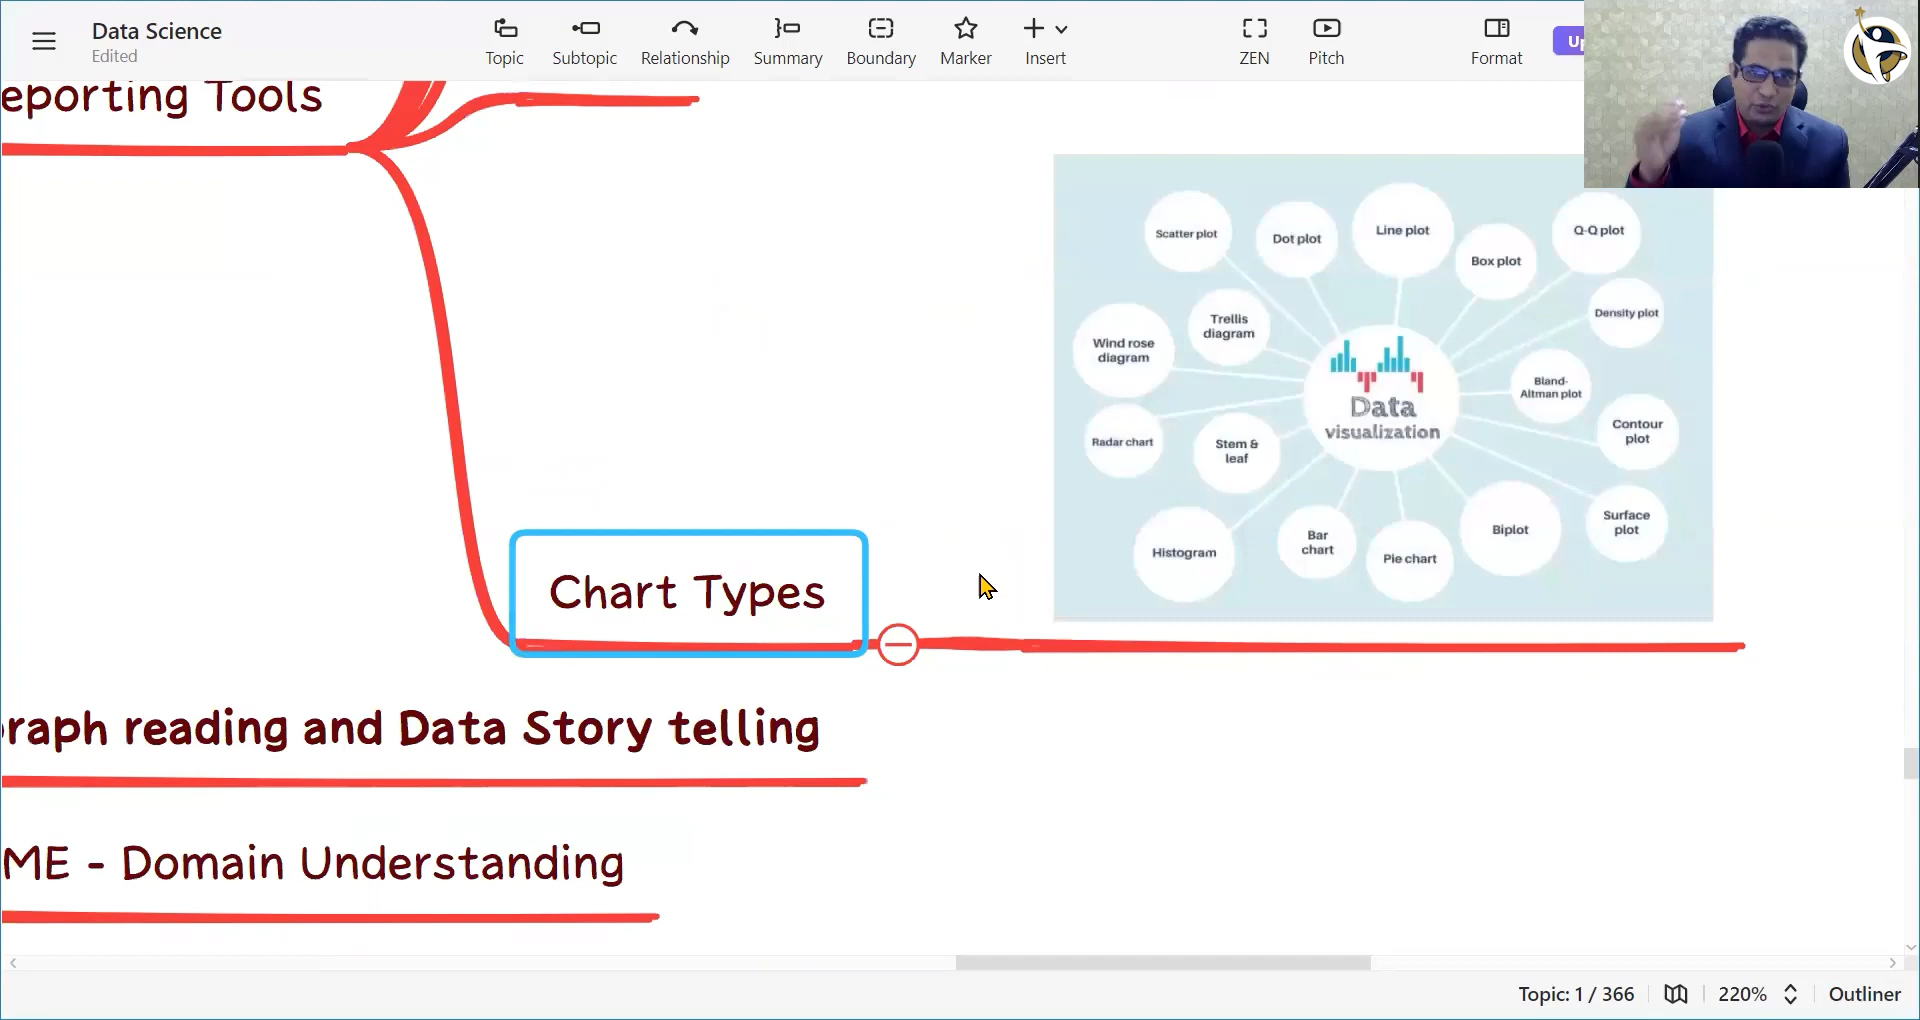 Data Science
Edited
Topic
Subtopic
Relationship
Summary
Boundary
Marker
Insert
ZEN
Pitch
Format
Up
eporting Tools
Scatter plot
Dot plot
Line plot
Box plot
Q-Q plot
Density plot
Trellis
diagram
Wind rose
diagram
Bland-
Altman plot
Contour
plot
Radar chart
Stem &
leaf
Data
visualization
Histogram
Bar
chart
Pie chart
Biplot
Surface
plot
Chart Types
raph reading and Data Story telling
ME - Domain Understanding
Topic: 1 / 366
220%
Outliner